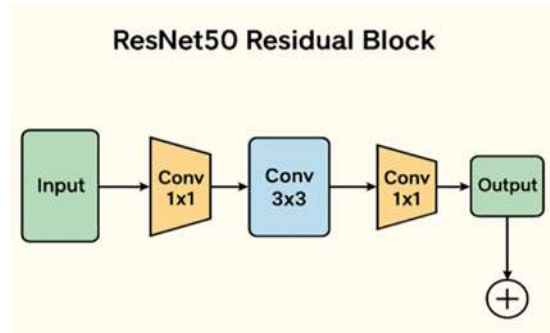 ResNet50 Residual Block
Input
Conv
1x1
Conv
3x3
Conv
1x1
Output
+